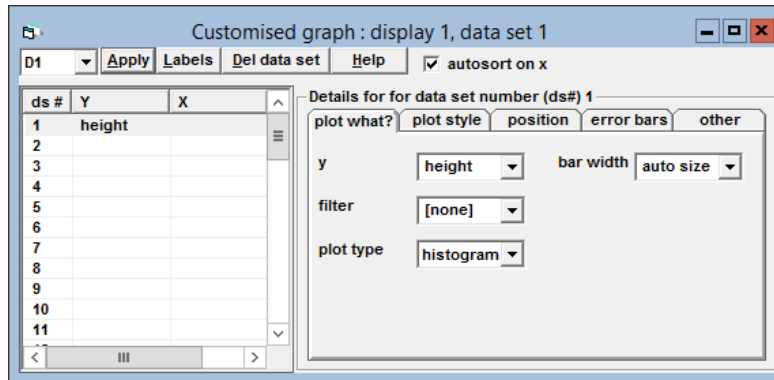 Customised graph : display 1, data set 1
D1 Apply Labels Del data set Help autosort on x
ds # Y X
1 height
2
3
4
5
6
7
8
9
10
11
Details for for data set number (ds#) 1
plot what? plot style position error bars other
y height bar width auto size
filter [none]
plot type histogram